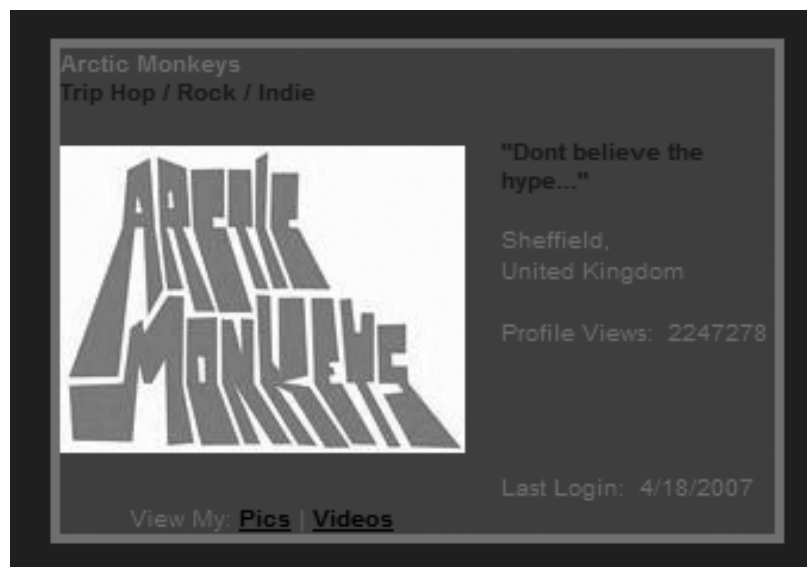 Arctic Monkeys
Trip Hop / Rock / Indie
ARCTIC
MONKEYS
"Dont believe the
hype..."
Sheffield,
United Kingdom
Profile Views: 2247278
Last Login: 4/18/2007
View My: Pics | Videos